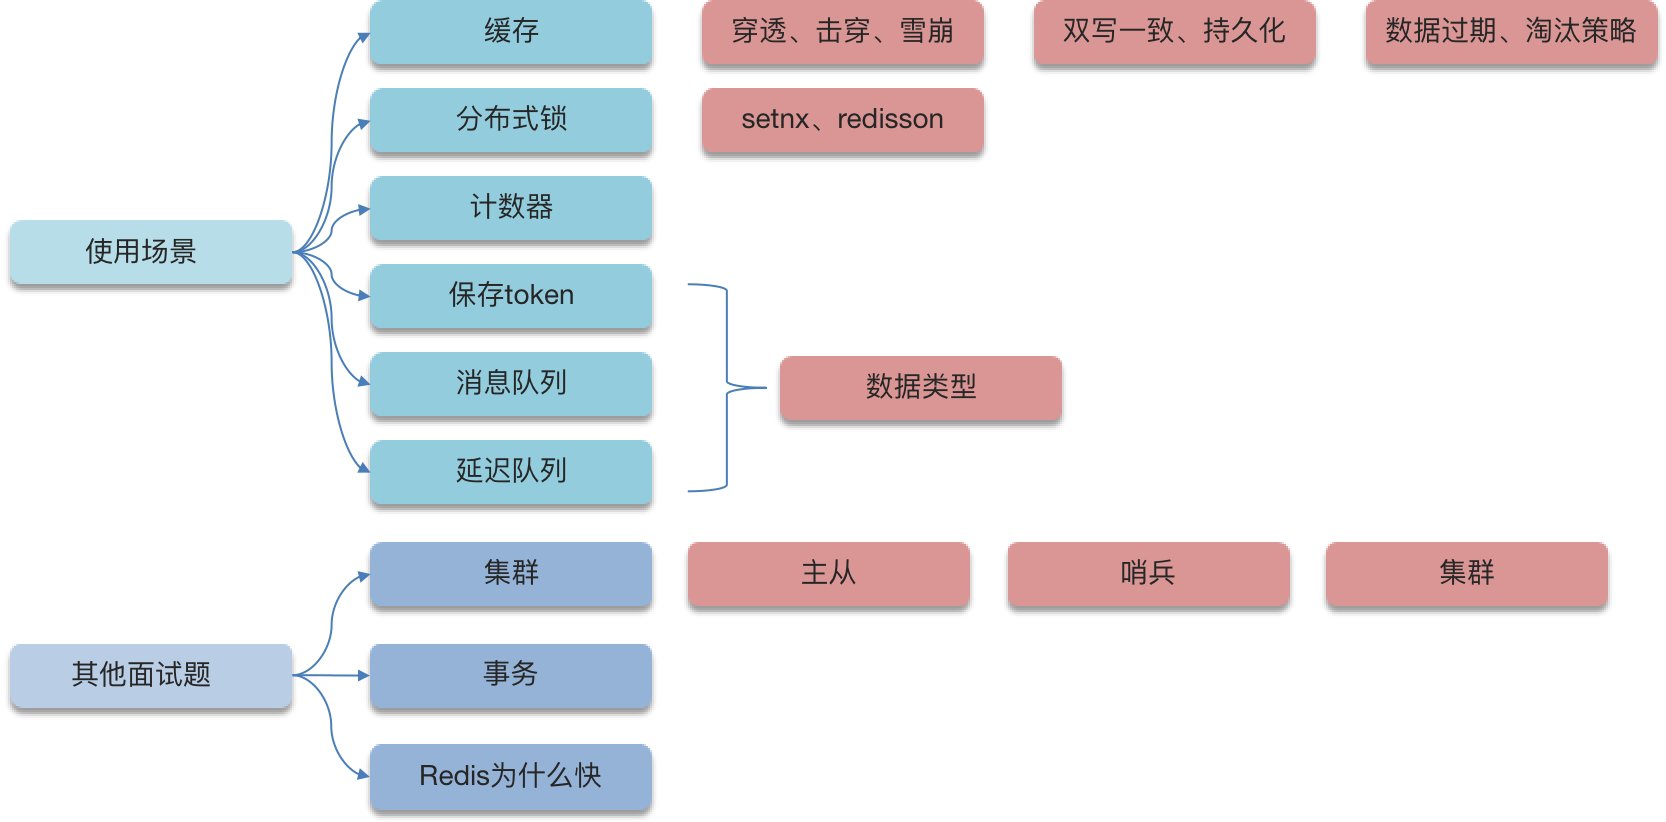 缓存
穿透、击穿、雪崩
双写一致、持久化
数据过期、淘汰策略
分布式锁
setnx、redisson
计数器
使用场景
保存token
消息队列
数据类型
延迟队列
集群
主从
哨兵
集群
其他面试题
事务
Redis为什么快